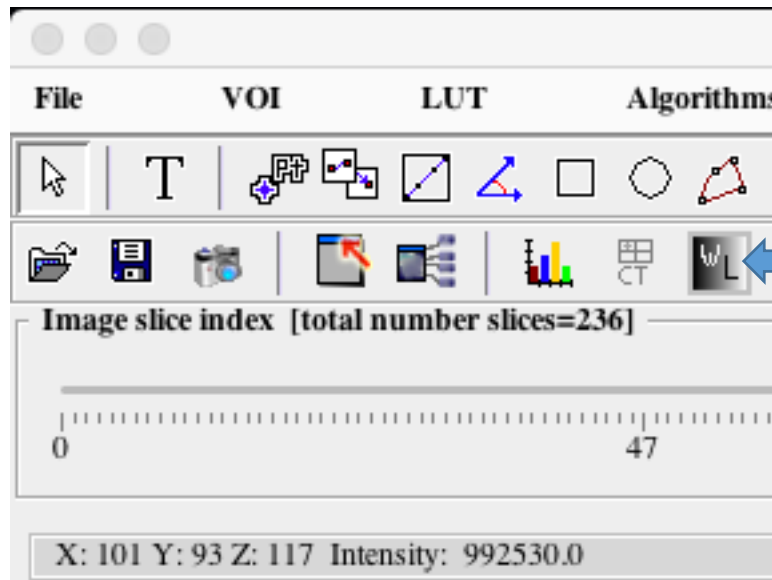 File VOI LUT Algorithms
T P+
CT WL
Image slice index [total number slices=236]
0 47
X: 101 Y: 93 Z: 117 Intensity: 992530.0